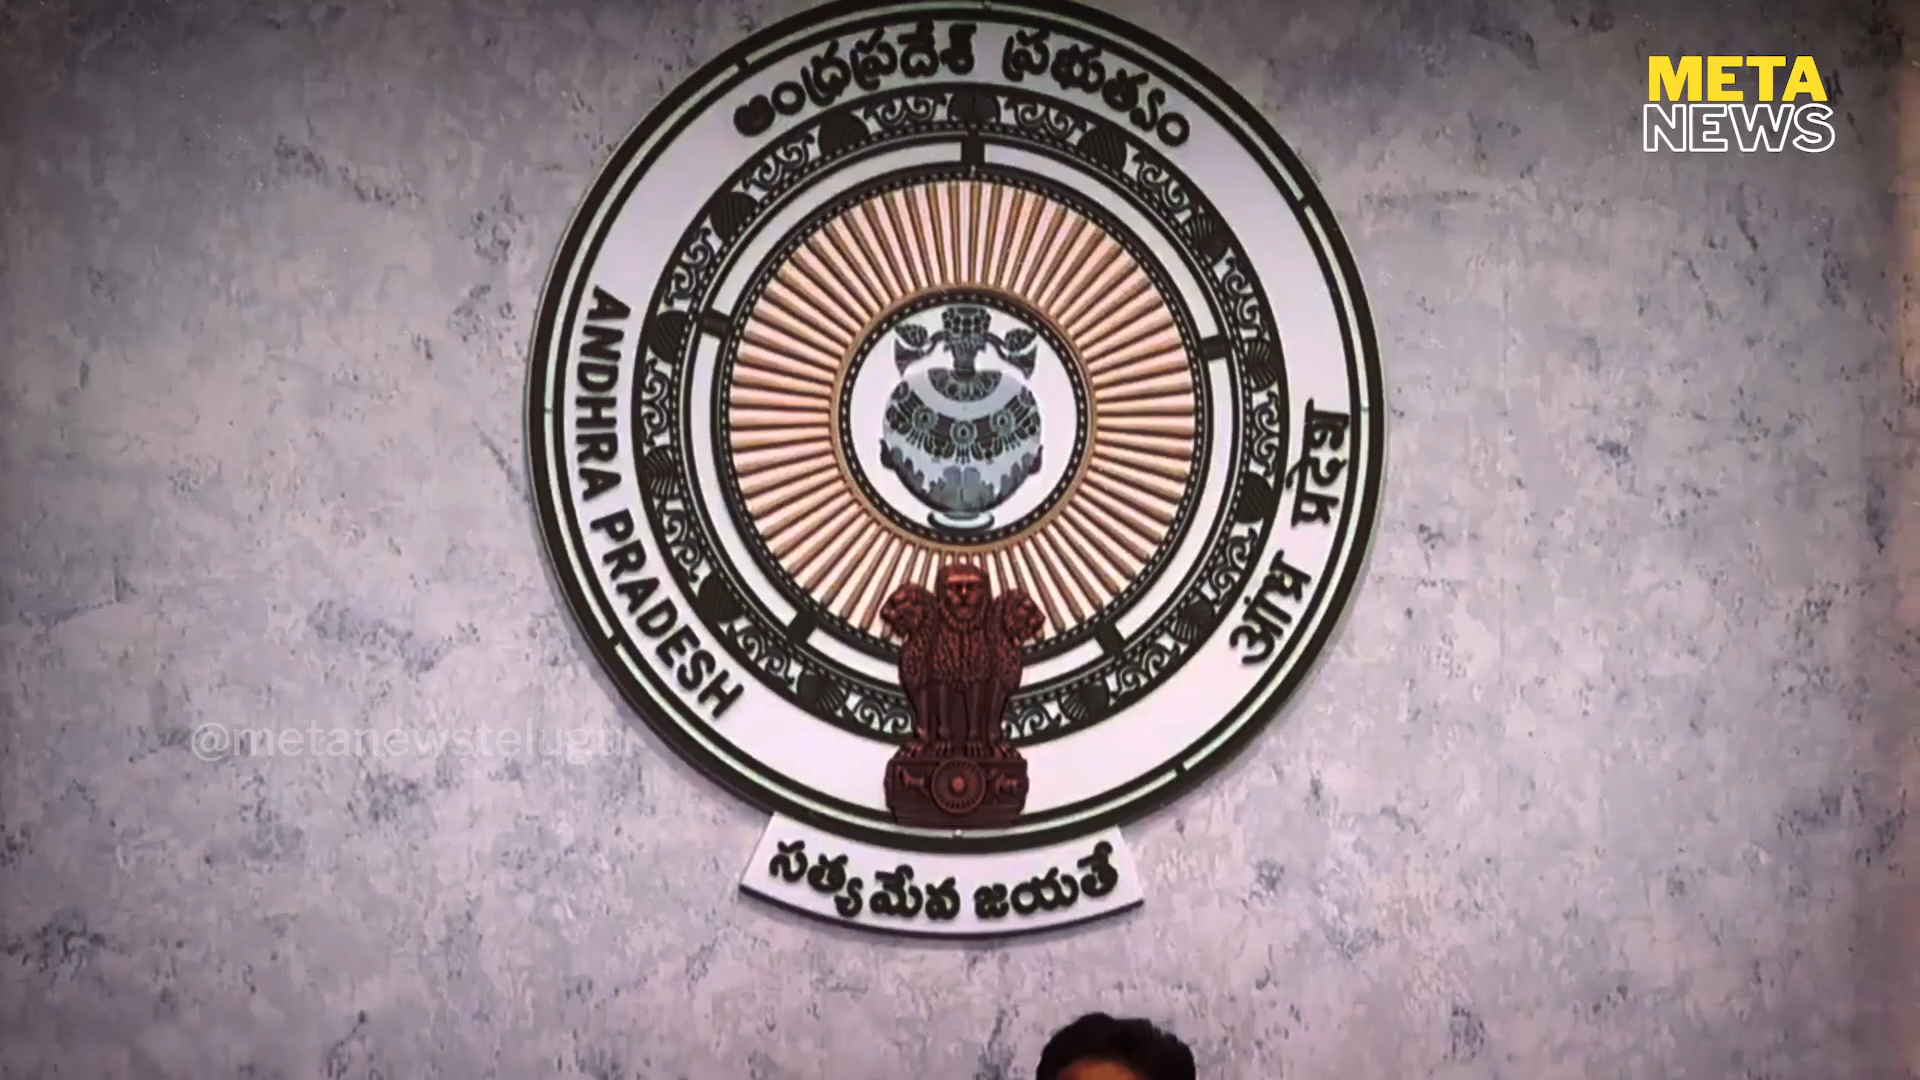 META
NEWS
ఆంధ్రప్రదేశ్ ప్రభుత్వం
ANDHRA PRADESH
आंध्र प्रदेश
@metanewstelugu
సత్యమేవ జయతే